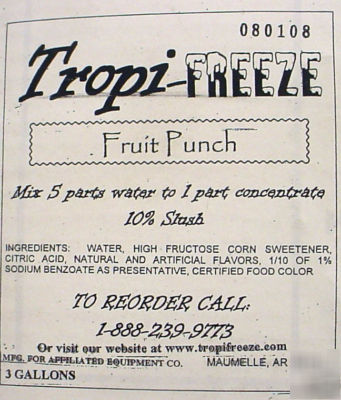 080108
Tropi-FREEZE
Fruit Punch
Mix 5 parts water to 1 part concentrate
10% Slush
INGREDIENTS: WATER, HIGH FRUCTOSE CORN SWEETENER,
CITRIC ACID, NATURAL AND ARTIFICIAL FLAVORS, 1/10 OF 1%
SODIUM BENZOATE AS PRESENTATIVE, CERTIFIED FOOD COLOR
TO REORDER CALL:
1-888-239-9773
Or visit our website at www.tropifreeze.com
MFG. FOR AFFILIATED EQUIPMENT CO. MAUMELLE, AR
3 GALLONS